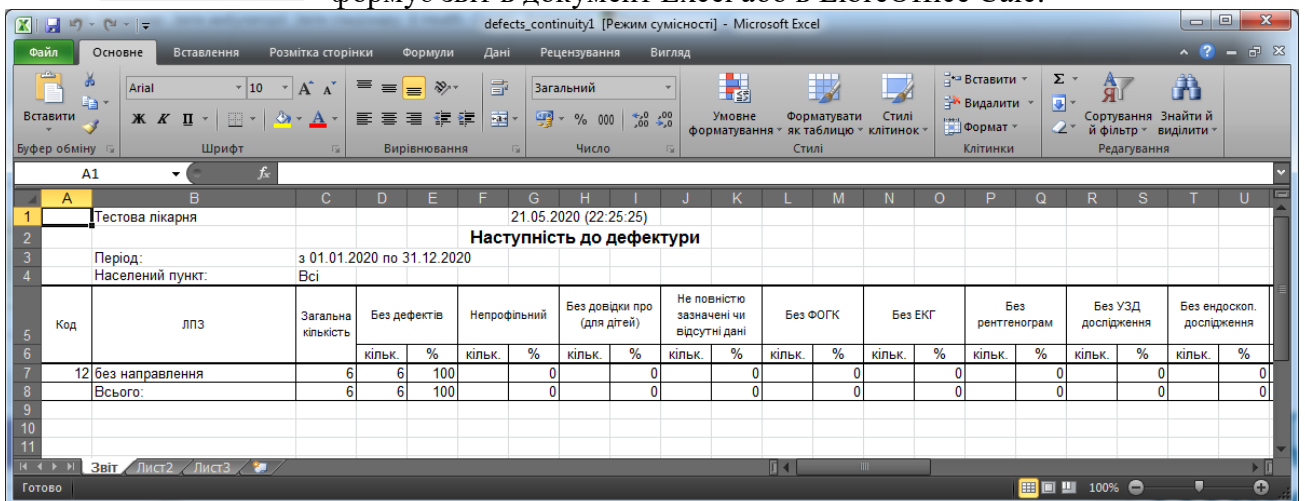 формує звіт в документ Excel або в LibreOffice Calc.
defects_continuity1 [Режим сумісності] - Microsoft Excel
Файл Основне Вставлення Розмітка сторінки Формули Дані Рецензування Вигляд
Вставити
Arial 10
Ж К П
Загальний
% 000
Умовне форматування
Форматувати як таблицю
Стилі клітинок
Вставити
Видалити
Формат
Сортування й фільтр
Знайти й виділити
Буфер обміну Шрифт Вирівнювання Число Стилі Клітинки Редагування
A1 fx
A B C D E F G H I J K L M N O P Q R S T U
1 Тестова лікарня 21.05.2020 (22:25:25)
2 Наступність до дефектури
3 Період: з 01.01.2020 по 31.12.2020
4 Населений пункт: Всі
5 Код ЛПЗ Загальна кількість Без дефектів Непрофільний Без довідки про (для дітей) Не повністю зазначені чи відсутні дані Без ФОГК Без ЕКГ Без рентгенограм Без УЗД дослідження Без ендоскоп. дослідження
6 кільк. % кільк. % кільк. % кільк. % кільк. % кільк. % кільк. % кільк. % кільк. %
7 12 без направлення 6 6 100 0 0 0 0 0 0 0 0
8 Всього: 6 6 100 0 0 0 0 0 0 0 0
9
10
11
Звіт Лист2 Лист3
Готово 100%